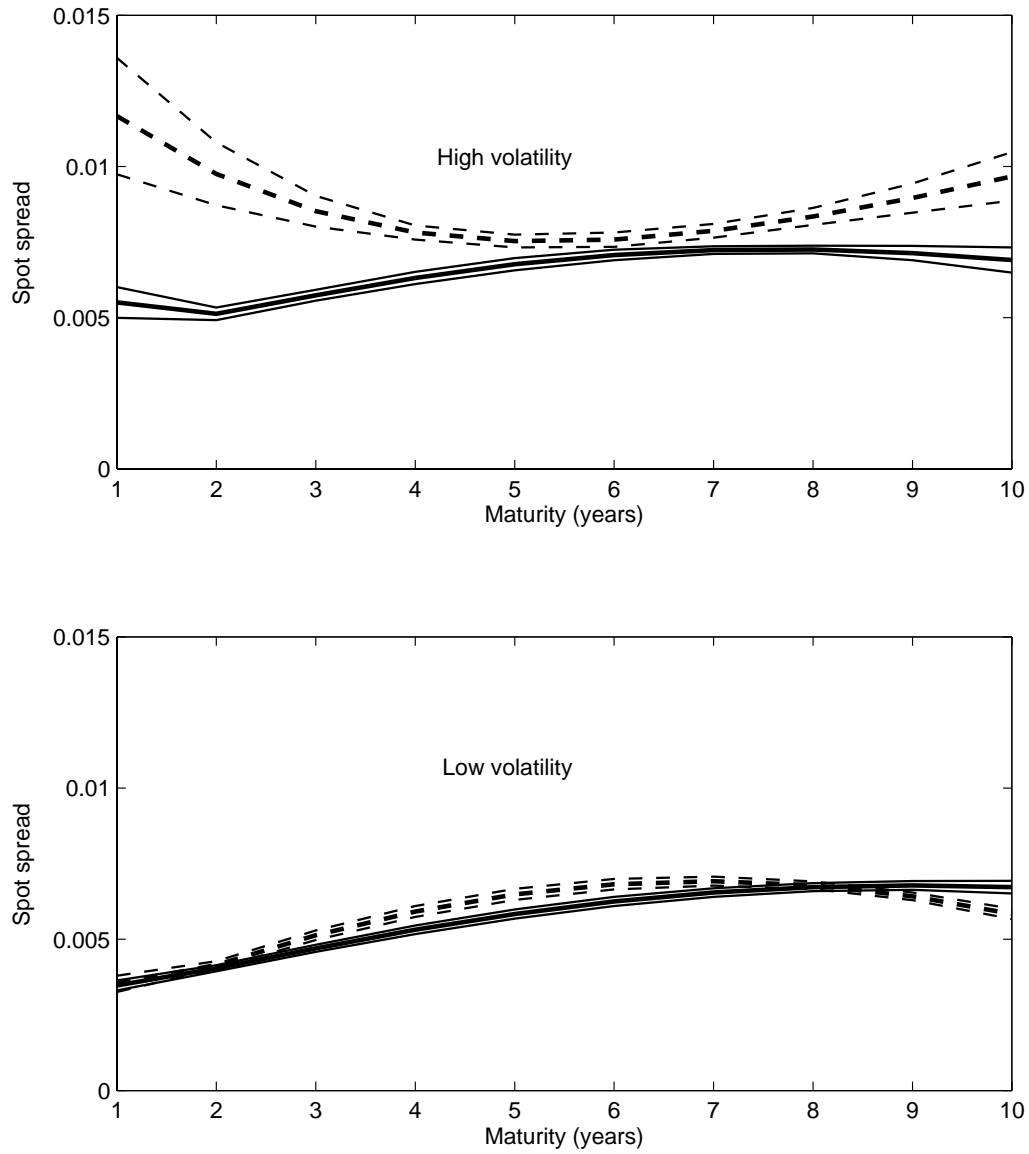 0.015
0.01
0.005
0
Spot spread
High volatility
1 2 3 4 5 6 7 8 9 10
Maturity (years)
0.015
0.01
0.005
0
Spot spread
Low volatility
1 2 3 4 5 6 7 8 9 10
Maturity (years)